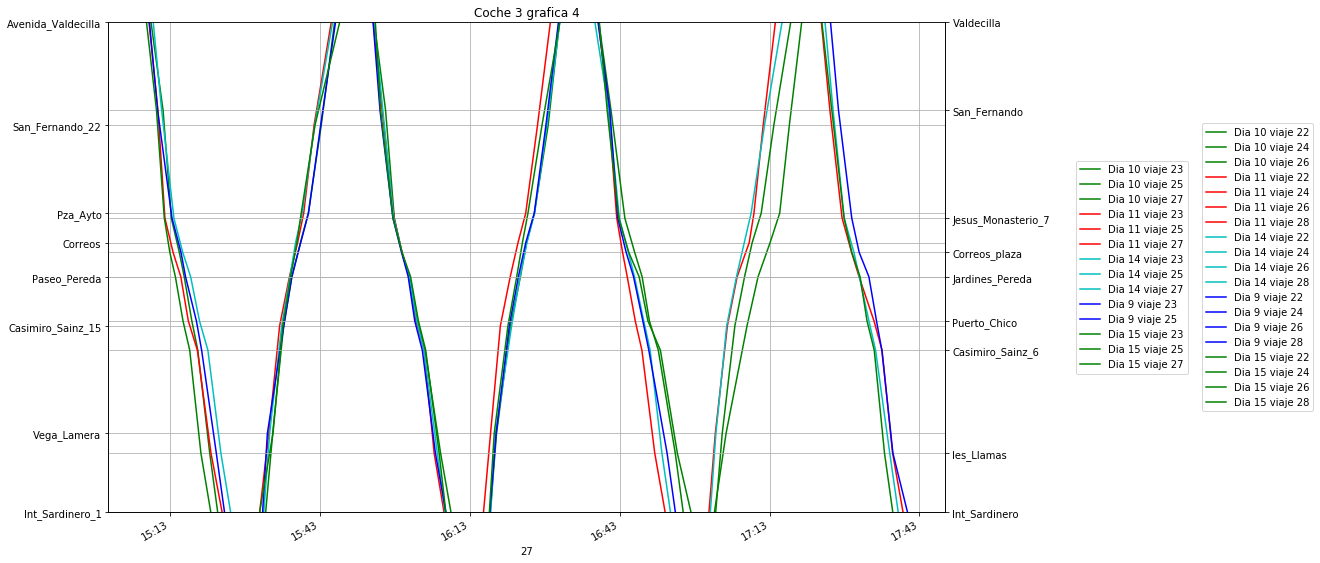 Coche 3 grafica 4
Avenida_Valdecilla
San_Fernando_22
Pza_Ayto
Correos
Paseo_Pereda
Casimiro_Sainz_15
Vega_Lamera
Int_Sardinero_1
Valdecilla
San_Fernando
Jesus_Monasterio_7
Correos_plaza
Jardines_Pereda
Puerto_Chico
Casimiro_Sainz_6
Ies_Llamas
Int_Sardinero
15:13
15:43
16:13
16:43
17:13
17:43
27
Dia 10 viaje 23
Dia 10 viaje 25
Dia 10 viaje 27
Dia 11 viaje 23
Dia 11 viaje 25
Dia 11 viaje 27
Dia 14 viaje 23
Dia 14 viaje 25
Dia 14 viaje 27
Dia 9 viaje 23
Dia 9 viaje 25
Dia 15 viaje 23
Dia 15 viaje 25
Dia 15 viaje 27
Dia 10 viaje 22
Dia 10 viaje 24
Dia 10 viaje 26
Dia 11 viaje 22
Dia 11 viaje 24
Dia 11 viaje 26
Dia 11 viaje 28
Dia 14 viaje 22
Dia 14 viaje 24
Dia 14 viaje 26
Dia 14 viaje 28
Dia 9 viaje 22
Dia 9 viaje 24
Dia 9 viaje 26
Dia 9 viaje 28
Dia 15 viaje 22
Dia 15 viaje 24
Dia 15 viaje 26
Dia 15 viaje 28